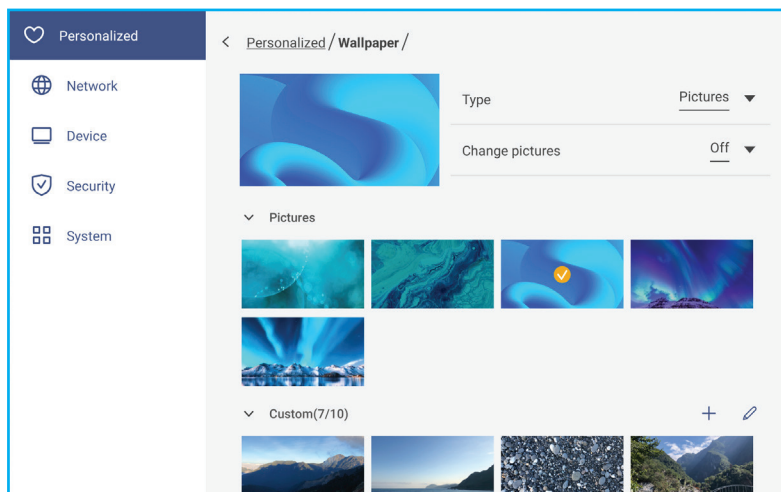 Personalized
Network
Device
Security
System
< Personalized / Wallpaper /
Type Pictures
Change pictures Off
Pictures
Custom(7/10)